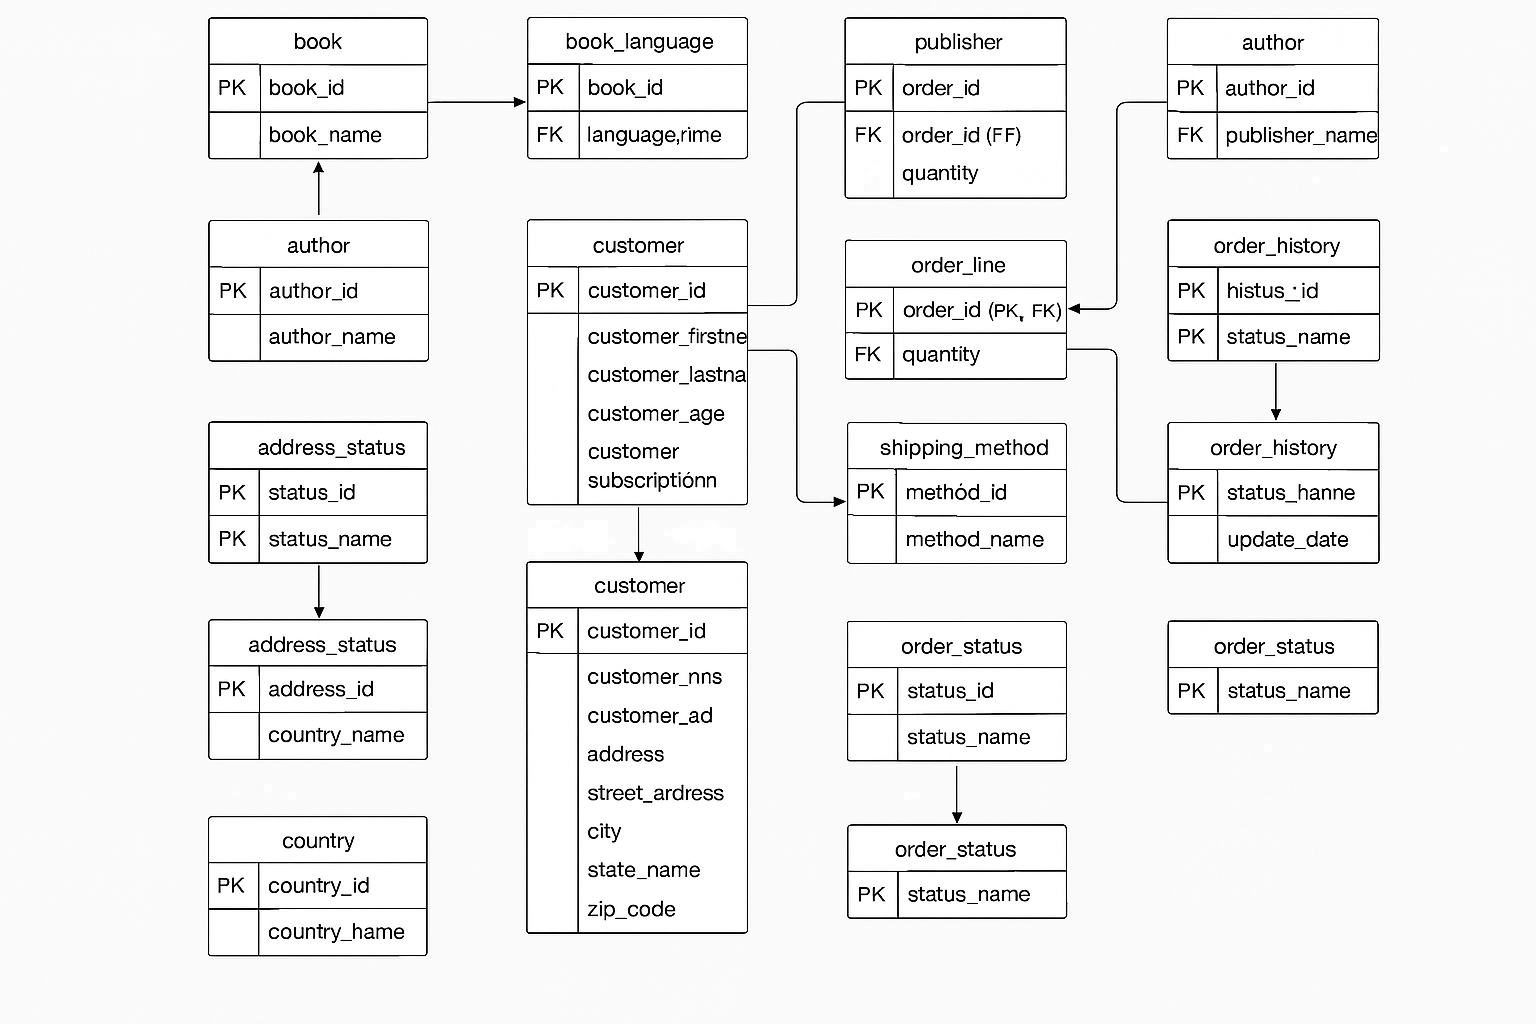 book
PK book_id
book_name
book_language
PK book_id
FK language,rime
publisher
PK order_id
FK order_id (FF)
quantity
author
PK author_id
FK publisher_name
author
PK author_id
author_name
customer
PK customer_id
customer_firstne
customer_lastna
customer_age
customer
subscriptiónn
order_line
PK order_id (PK, FK)
FK quantity
order_history
PK histus_id
PK status_name
address_status
PK status_id
PK status_name
shipping_method
PK methód_id
method_name
order_history
PK status_hanne
update_date
address_status
PK address_id
country_name
customer
PK customer_id
customer_nns
customer_ad
address
street_ardress
city
state_name
zip_code
order_status
PK status_id
status_name
order_status
PK status_name
country
PK country_id
country_hame
order_status
PK status_name